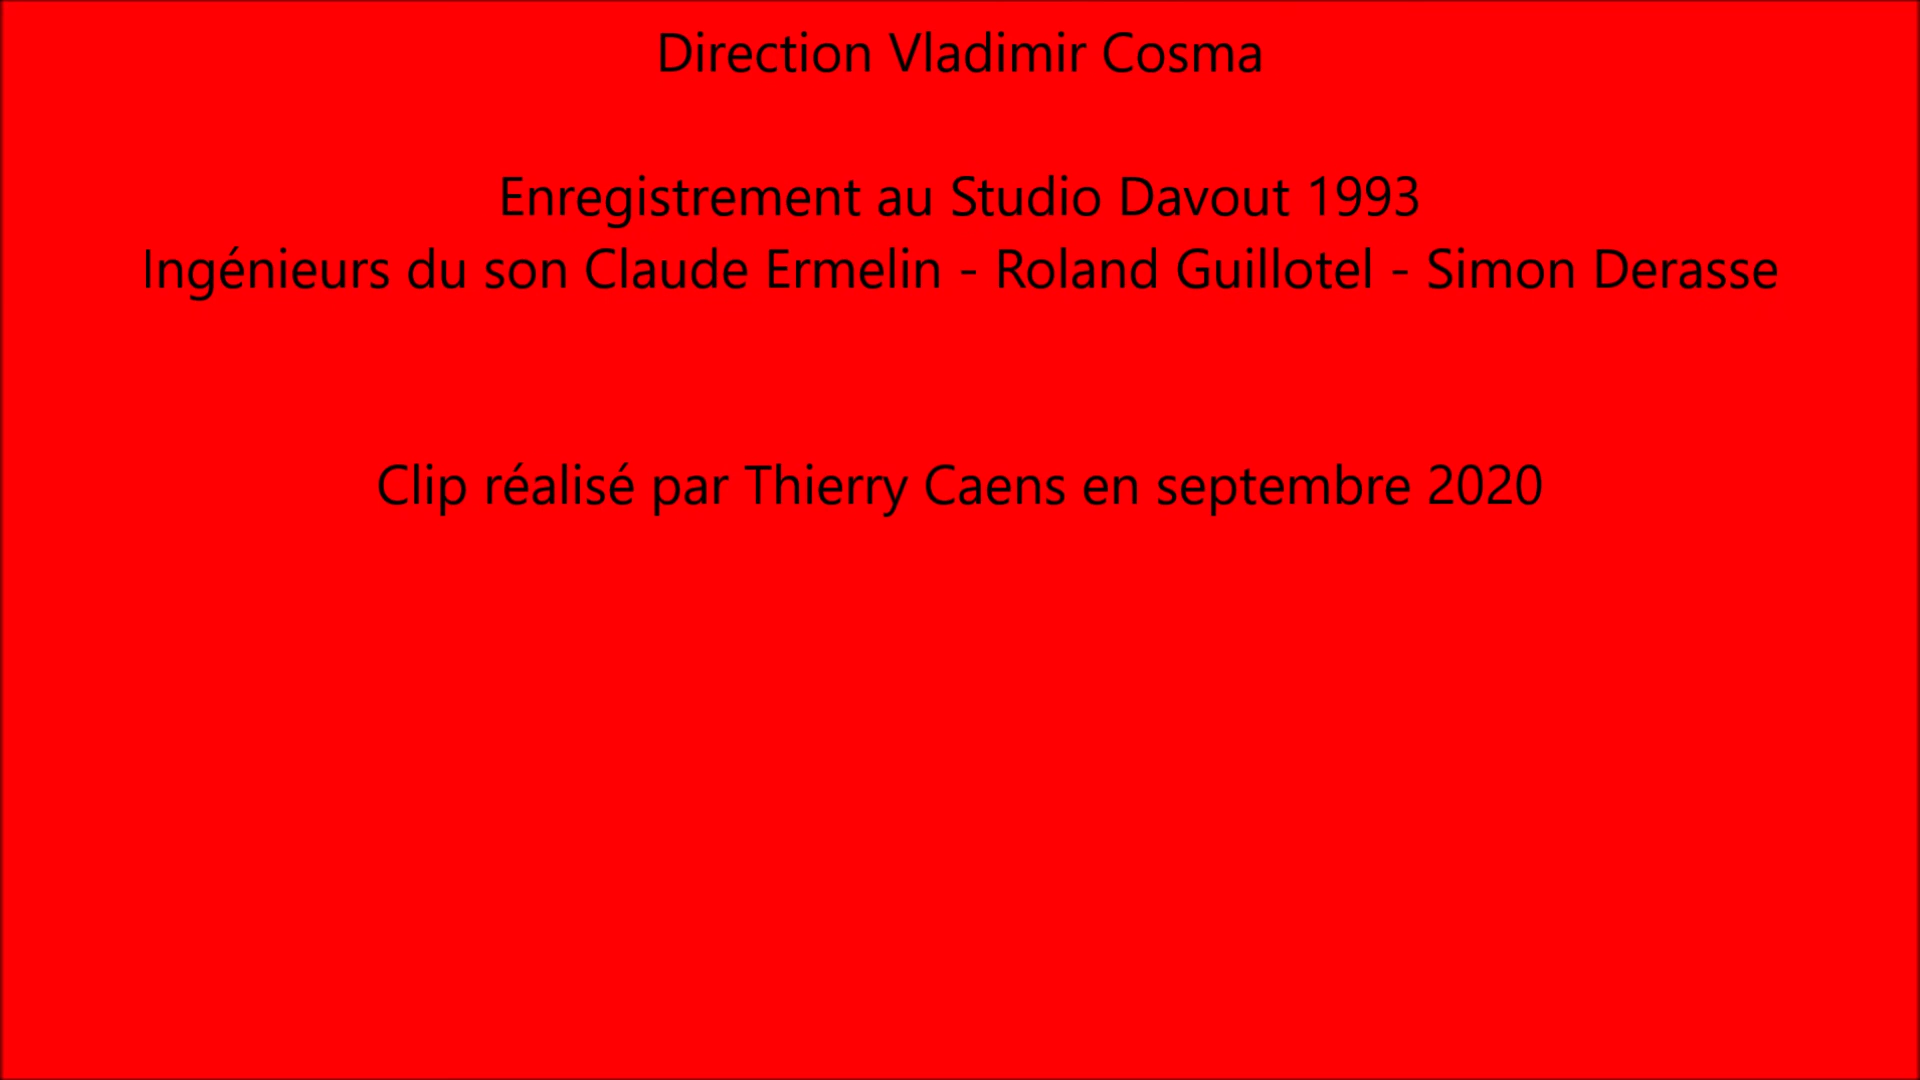 Direction Vladimir Cosma
Enregistrement au Studio Davout 1993
Ingénieurs du son Claude Ermelin - Roland Guillotel - Simon Derasse
Clip réalisé par Thierry Caens en septembre 2020